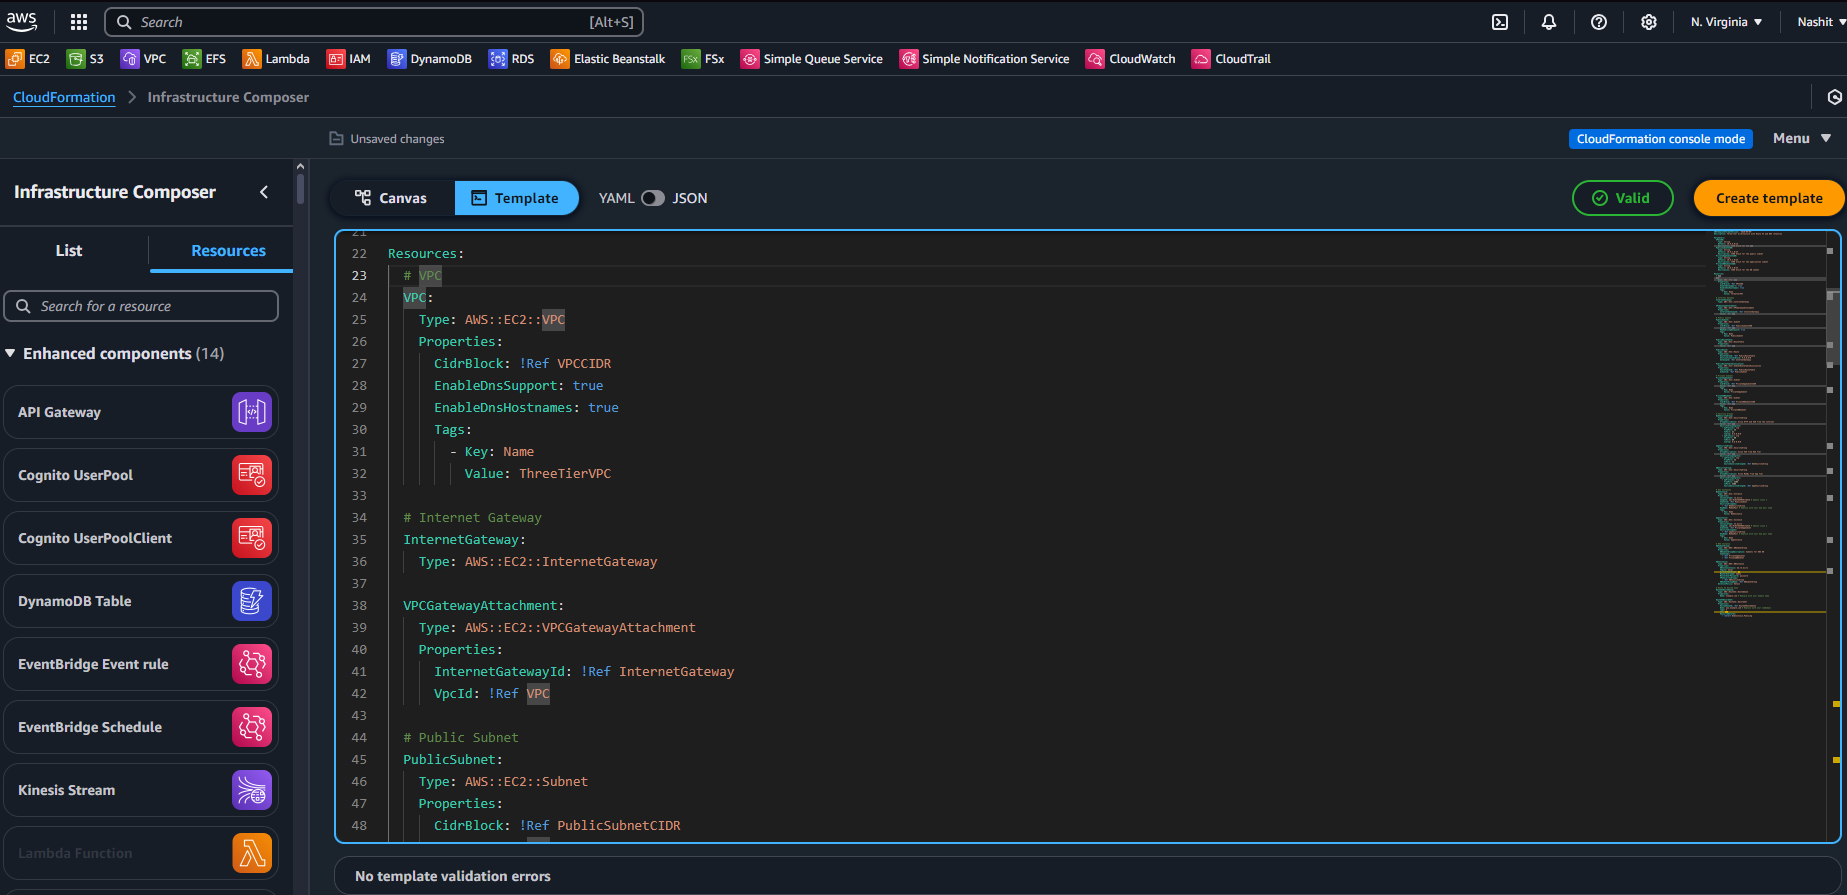 aws
Search [Alt+S] N. Virginia Nashit
EC2 S3 VPC EFS Lambda IAM DynamoDB RDS Elastic Beanstalk FSx FSx Simple Queue Service Simple Notification Service CloudWatch CloudTrail
CloudFormation Infrastructure Composer
Unsaved changes CloudFormation console mode Menu
Infrastructure Composer
Canvas Template YAML JSON Valid Create template
List Resources
Search for a resource
Enhanced components (14)
API Gateway
Cognito UserPool
Cognito UserPoolClient
DynamoDB Table
EventBridge Event rule
EventBridge Schedule
Kinesis Stream
Lambda Function
21
22 Resources:
23 # VPC
24 VPC:
25 Type: AWS::EC2::VPC
26 Properties:
27 CidrBlock: !Ref VPCCIDR
28 EnableDnsSupport: true
29 EnableDnsHostnames: true
30 Tags:
31 - Key: Name
32 Value: ThreeTierVPC
33
34 # Internet Gateway
35 InternetGateway:
36 Type: AWS::EC2::InternetGateway
37
38 VPCGatewayAttachment:
39 Type: AWS::EC2::VPCGatewayAttachment
40 Properties:
41 InternetGatewayId: !Ref InternetGateway
42 VpcId: !Ref VPC
43
44 # Public Subnet
45 PublicSubnet:
46 Type: AWS::EC2::Subnet
47 Properties:
48 CidrBlock: !Ref PublicSubnetCIDR
No template validation errors